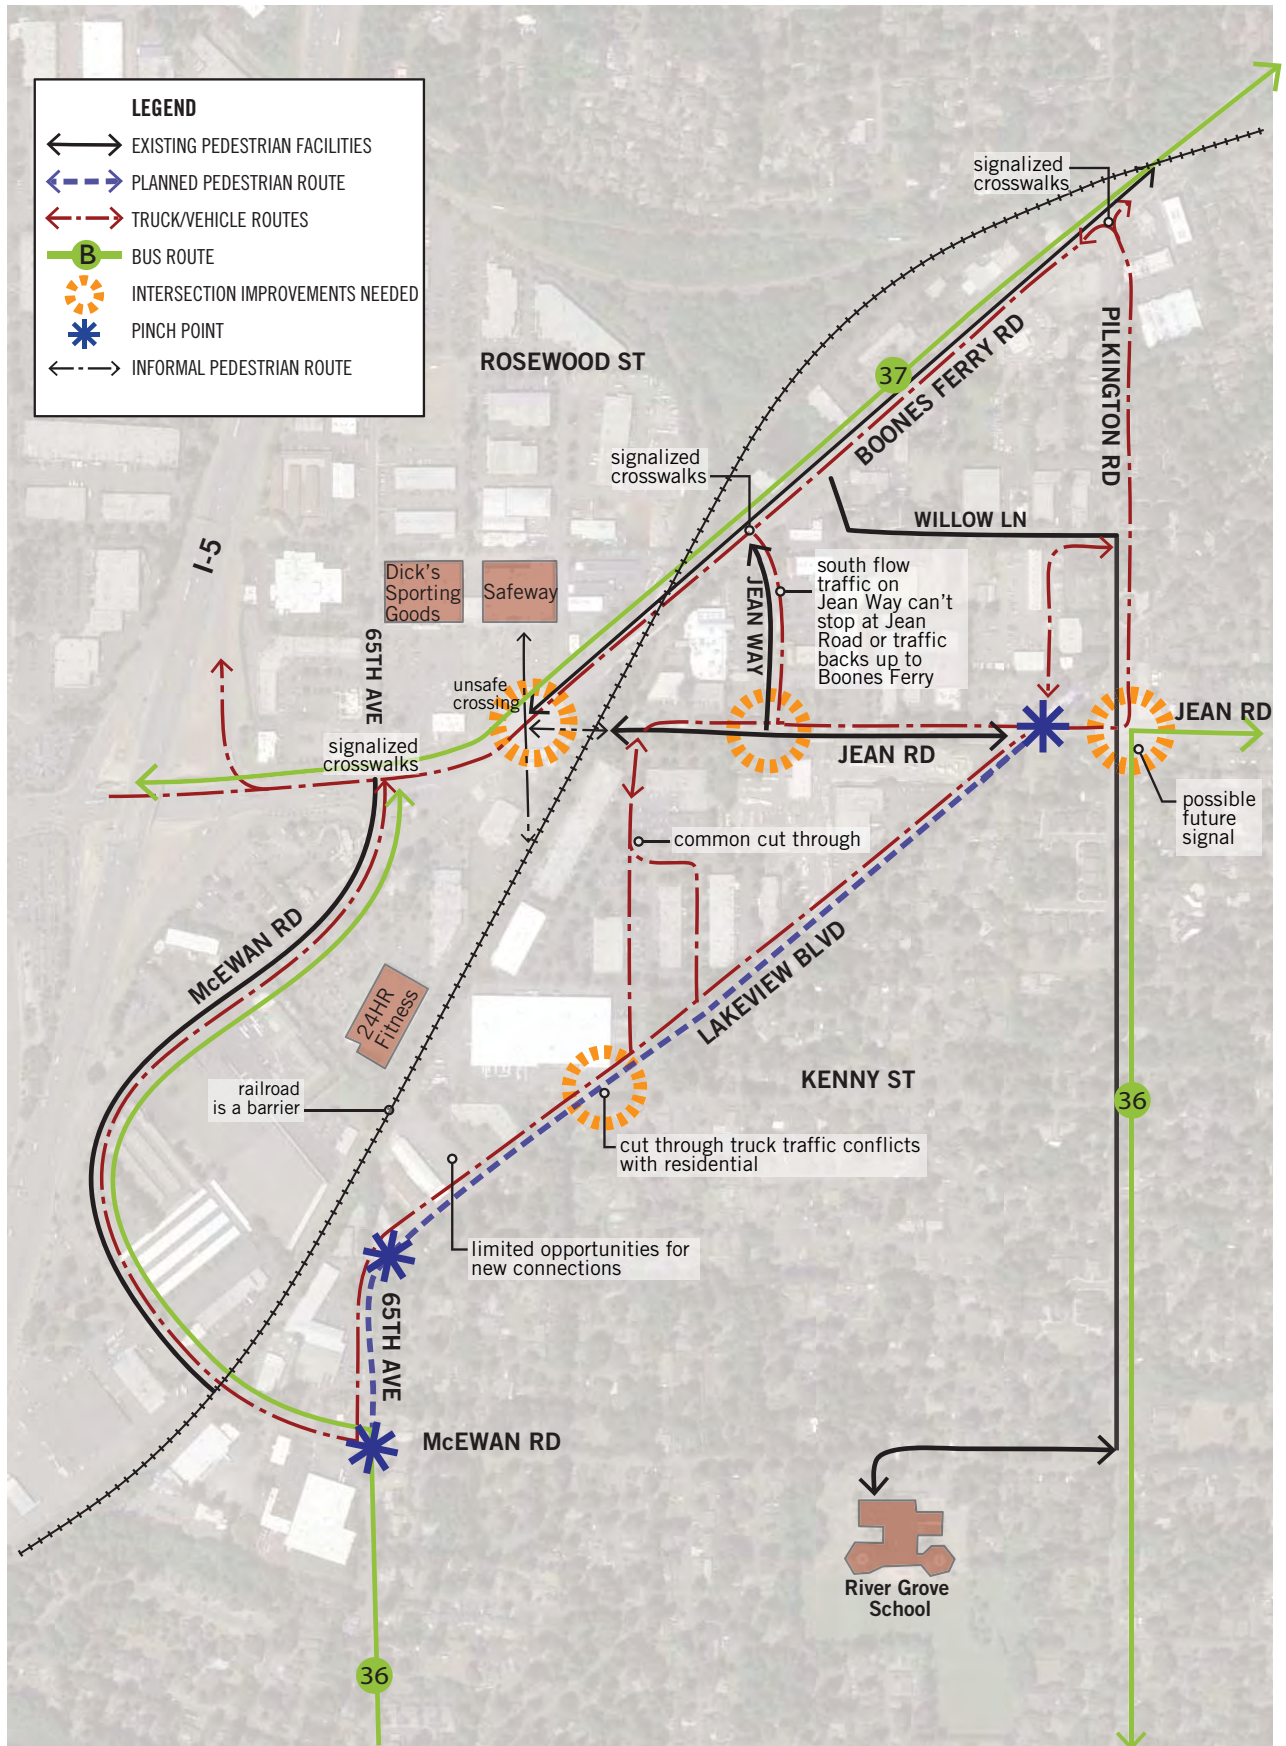 LEGEND
EXISTING PEDESTRIAN FACILITIES
PLANNED PEDESTRIAN ROUTE
TRUCK/VEHICLE ROUTES
B
BUS ROUTE
INTERSECTION IMPROVEMENTS NEEDED
PINCH POINT
INFORMAL PEDESTRIAN ROUTE
signalized
crosswalks
ROSEWOOD ST
37
BOONES FERRY RD
PILKINGTON RD
signalized
crosswalks
WILLOW LN
I-5
Dick's
Sporting
Goods
Safeway
JEAN WAY
south flow
traffic on
Jean Way can't
stop at Jean
Road or traffic
backs up to
Boones Ferry
65TH AVE
unsafe
crossing
signalized
crosswalks
JEAN RD
JEAN RD
possible
future
signal
common cut through
McEWAN RD
LAKEVIEW BLVD
24HR
Fitness
KENNY ST
railroad
is a barrier
36
cut through truck traffic conflicts
with residential
limited opportunities for
new connections
65TH AVE
McEWAN RD
River Grove
School
36